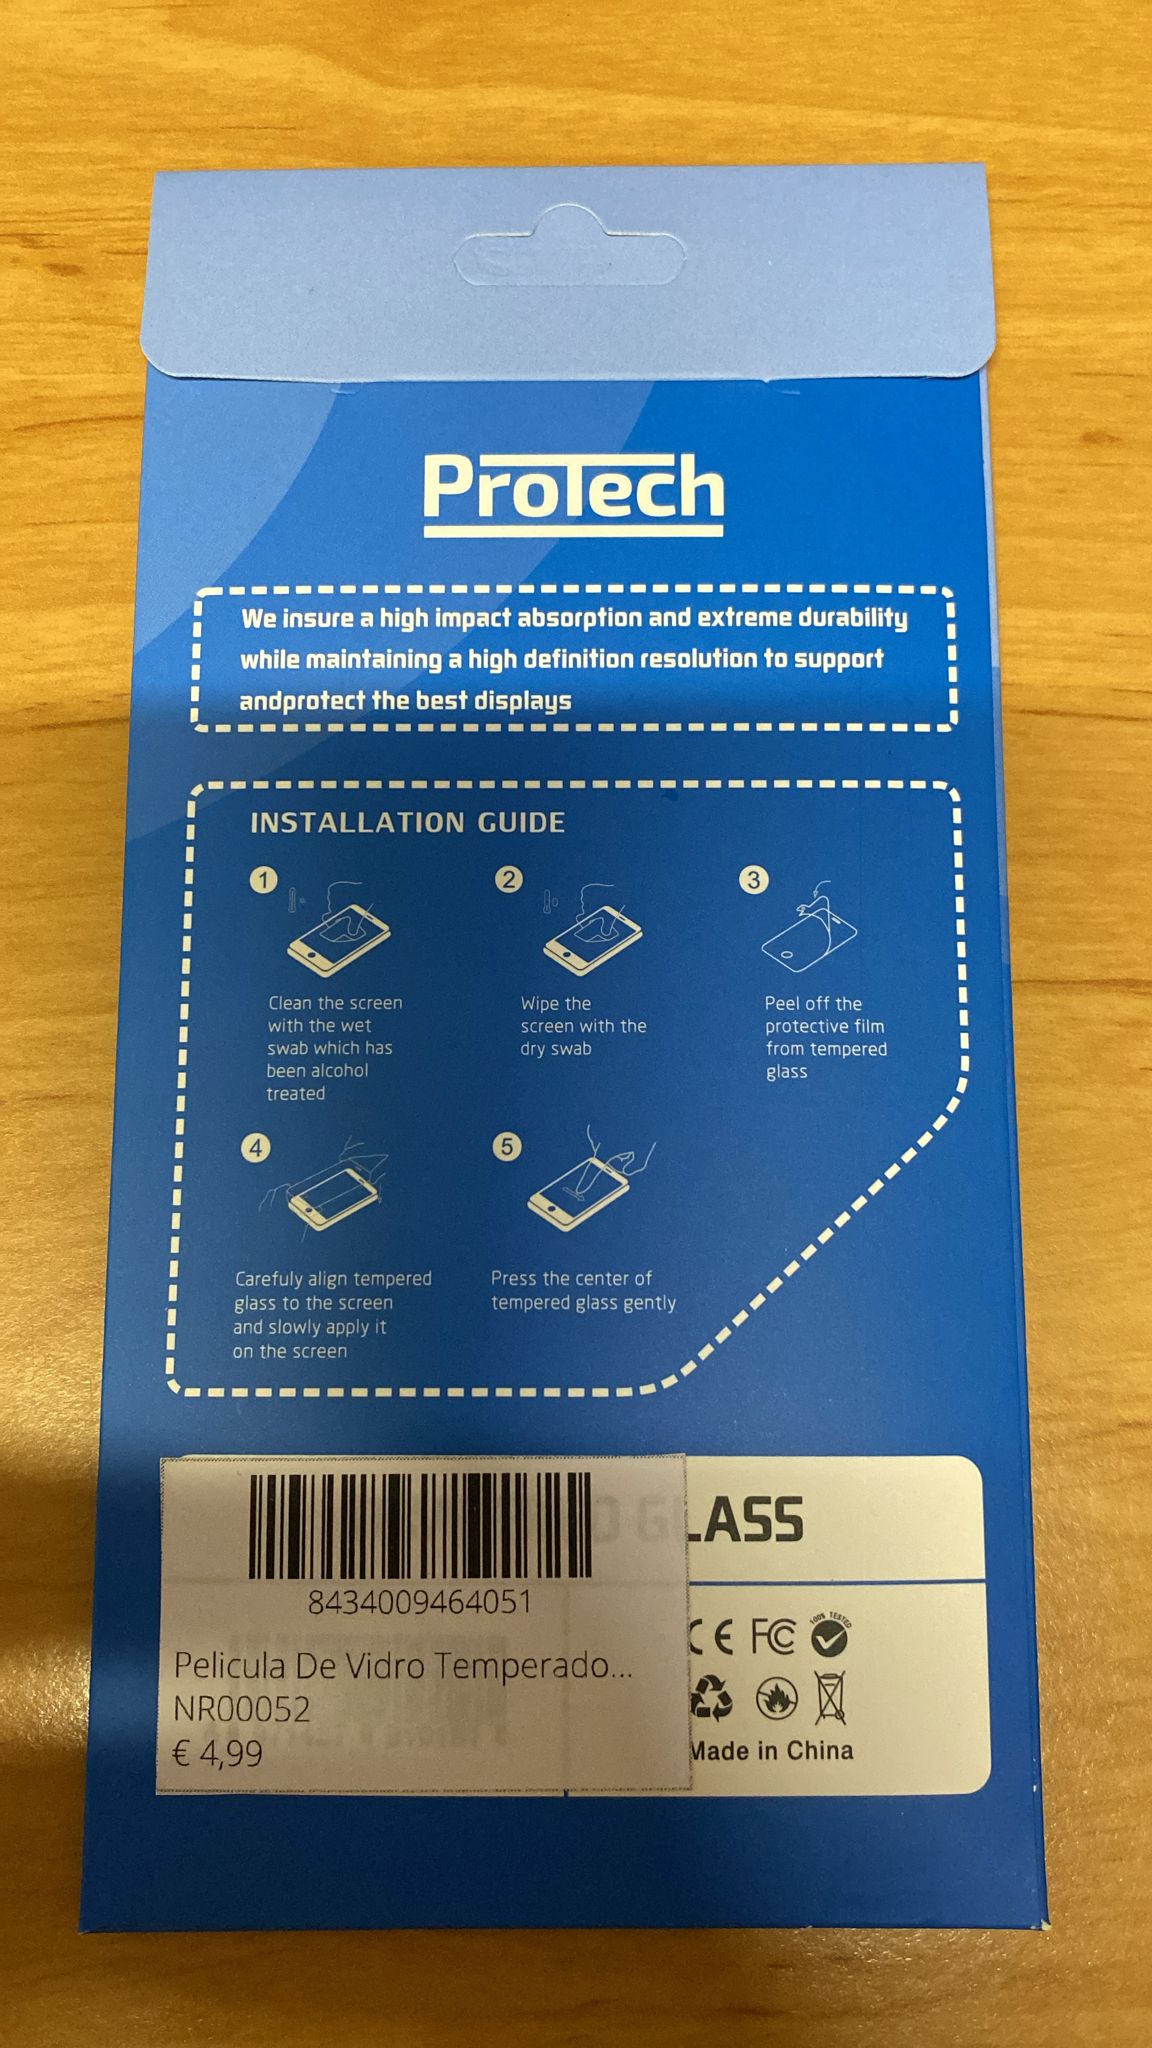 ProTech
We insure a high impact absorption and extreme durability
while maintaining a high definition resolution to support
andprotect the best displays
INSTALLATION GUIDE
1
Clean the screen
with the wet
swab which has
been alcohol
treated
2
Wipe the
screen with the
dry swab
3
Peel off the
protective film
from tempered
glass
4
Carefuly align tempered
glass to the screen
and slowly apply it
on the screen
5
Press the center of
tempered glass gently
GLASS
8434009464051
Pelicula De Vidro Temperado...
NR00052
€ 4,99
CE FC 100% TESTED
Made in China